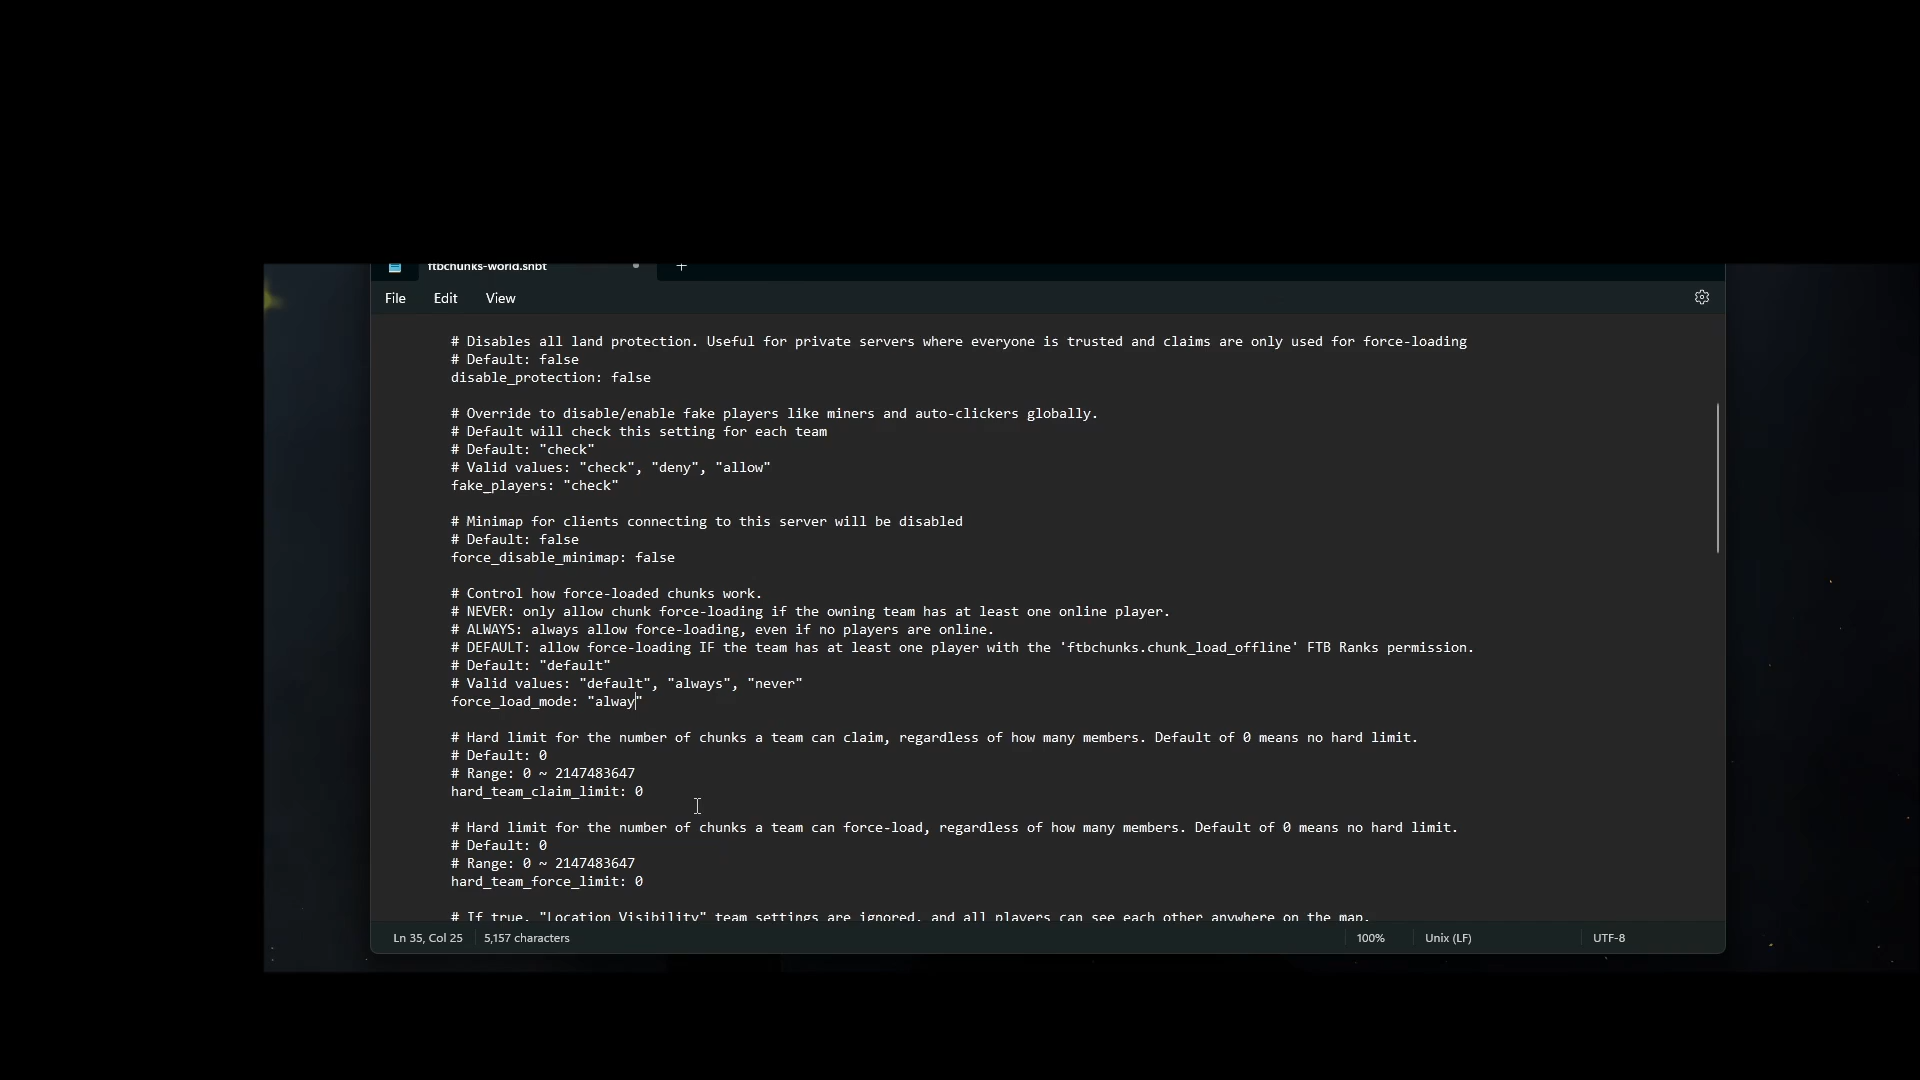 ftbchunks-world.snbt
File Edit View
# Disables all land protection. Useful for private servers where everyone is trusted and claims are only used for force-loading
# Default: false
disable_protection: false
# Override to disable/enable fake players like miners and auto-clickers globally.
# Default will check this setting for each team
# Default: "check"
# Valid values: "check", "deny", "allow"
fake_players: "check"
# Minimap for clients connecting to this server will be disabled
# Default: false
force_disable_minimap: false
# Control how force-loaded chunks work.
# NEVER: only allow chunk force-loading if the owning team has at least one online player.
# ALWAYS: always allow force-loading, even if no players are online.
# DEFAULT: allow force-loading IF the team has at least one player with the 'ftbchunks.chunk_load_offline' FTB Ranks permission.
# Default: "default"
# Valid values: "default", "always", "never"
force_load_mode: "alway"
# Hard limit for the number of chunks a team can claim, regardless of how many members. Default of 0 means no hard limit.
# Default: 0
# Range: 0 ~ 2147483647
hard_team_claim_limit: 0
# Hard limit for the number of chunks a team can force-load, regardless of how many members. Default of 0 means no hard limit.
# Default: 0
# Range: 0 ~ 2147483647
hard_team_force_limit: 0
# If true, "Location Visibility" team settings are ignored, and all players can see each other anywhere on the map.
Ln 35, Col 25 5,157 characters 100% Unix (LF) UTF-8